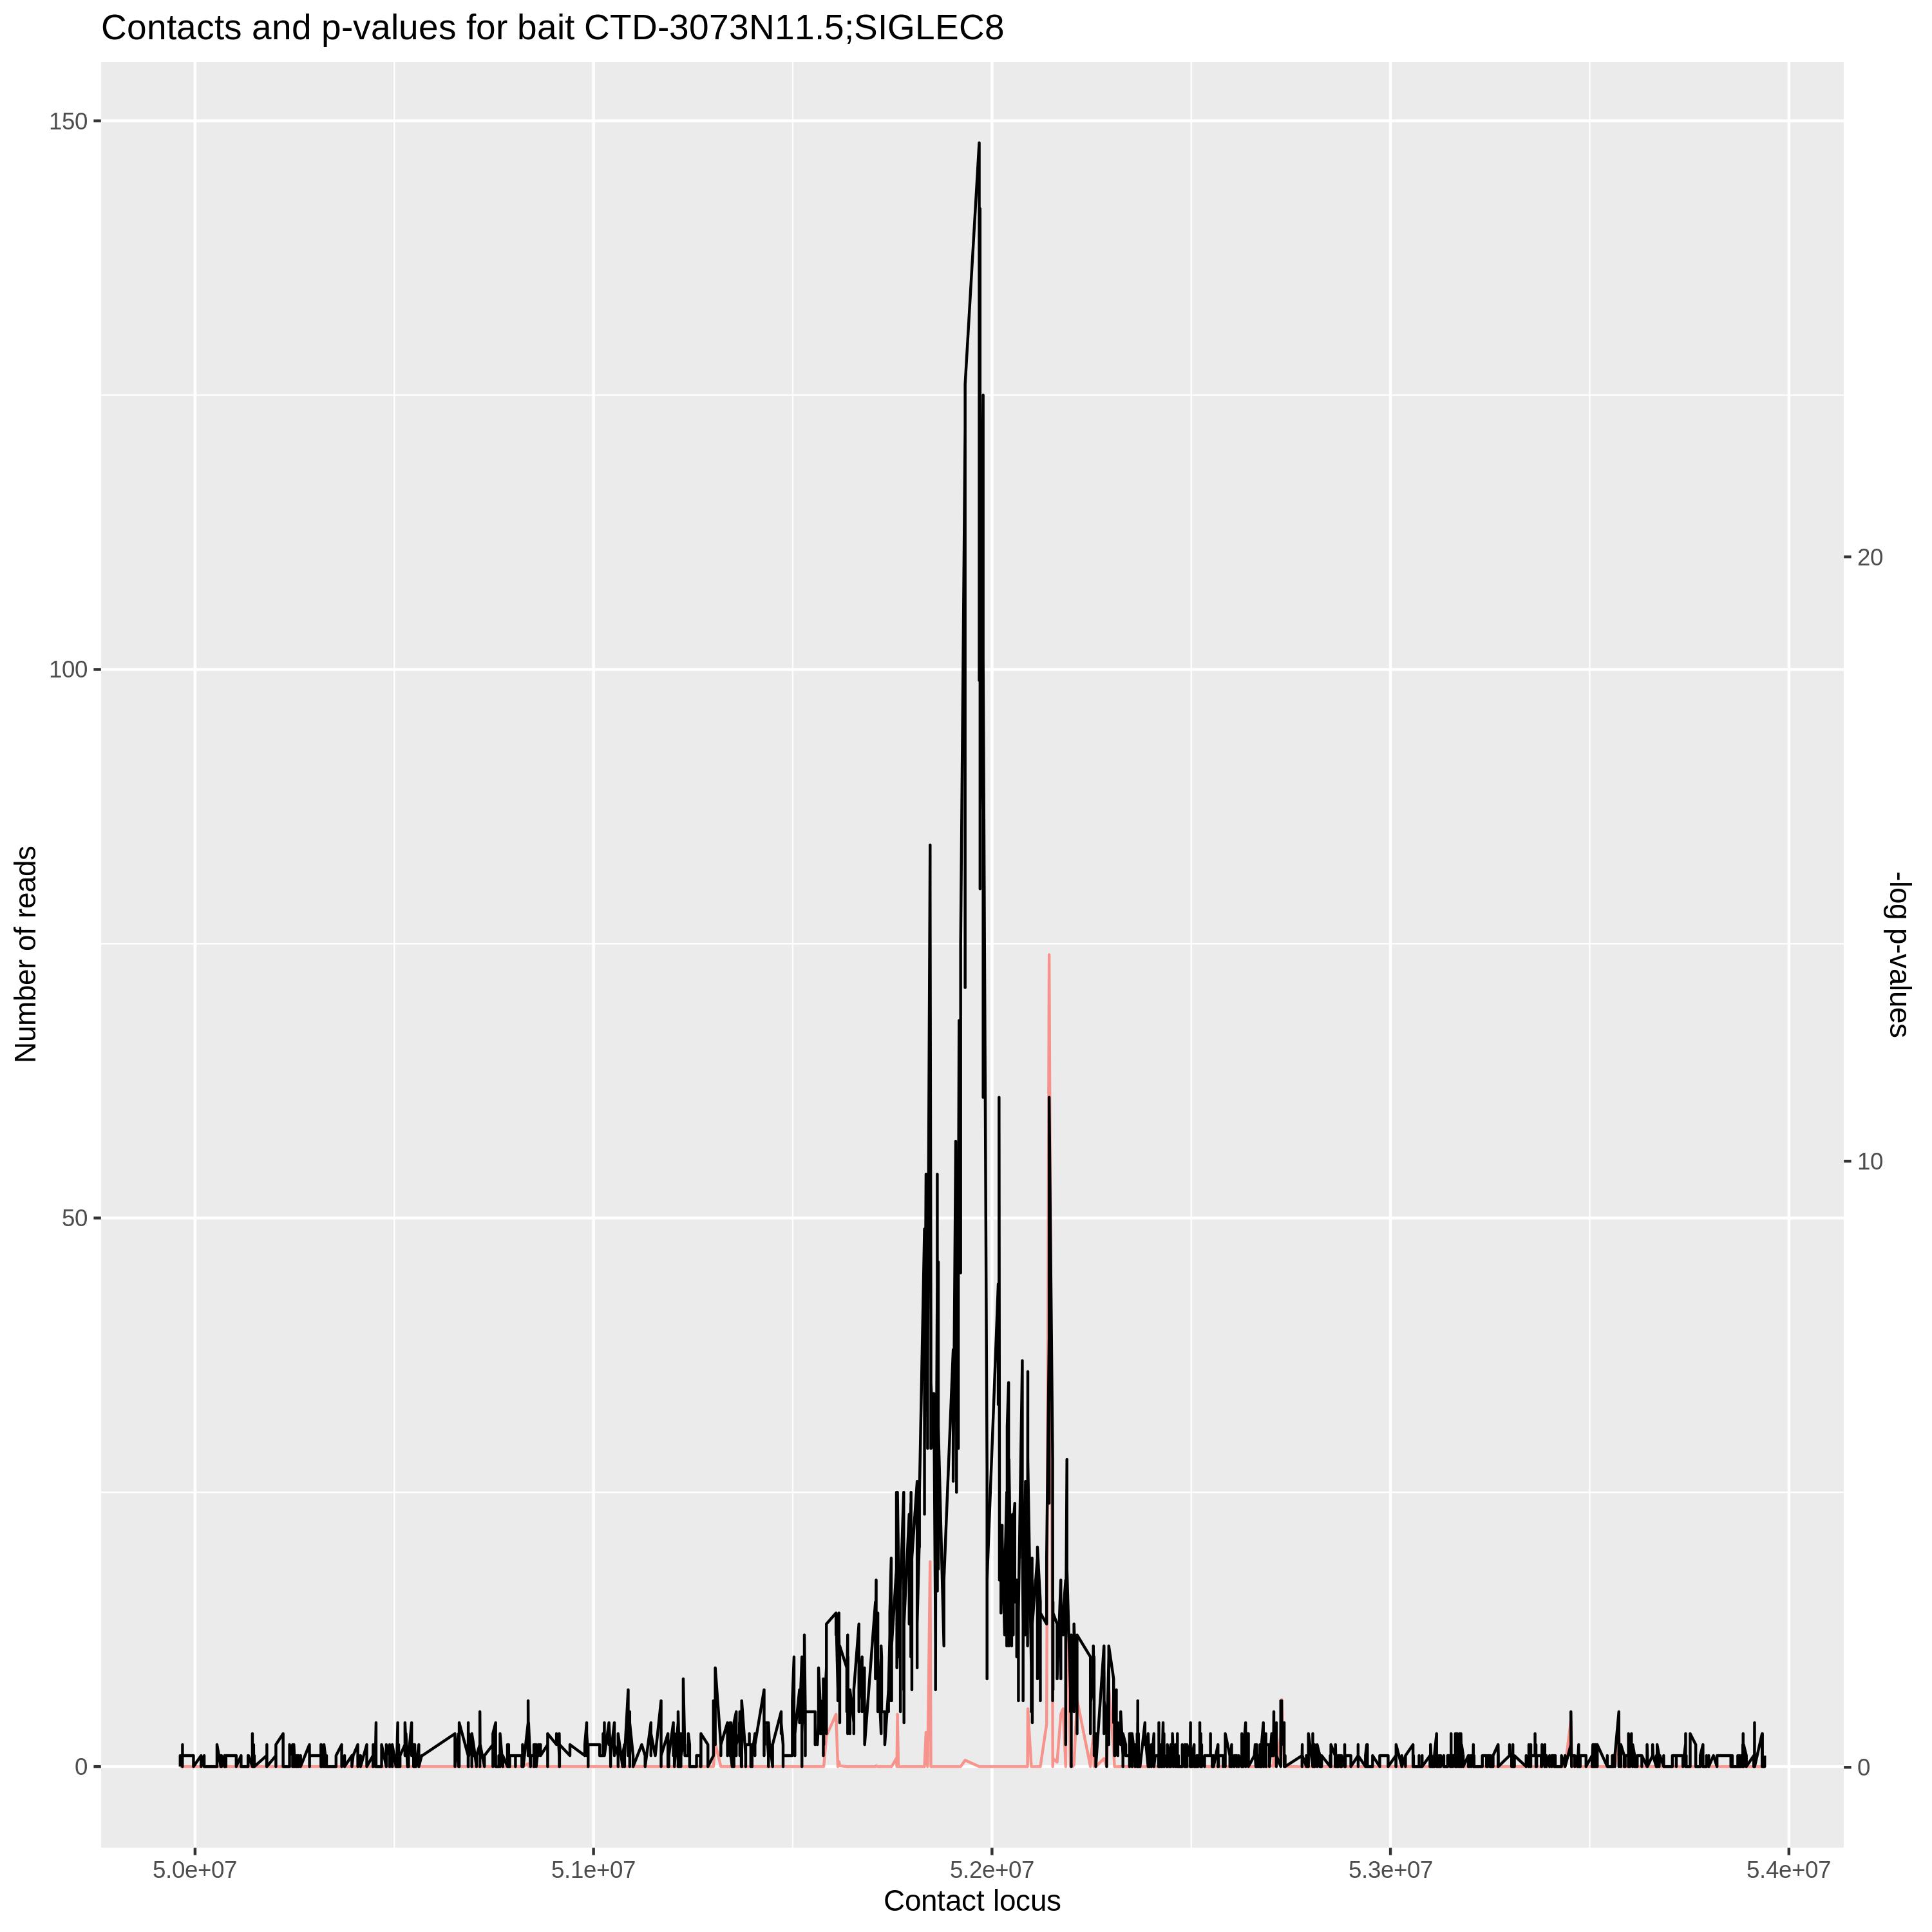 Contacts and p-values for bait CTD-3073N11.5;SIGLEC8
150
100
50
0
Number of reads
20
10
0
-log p-values
5.0e+07 5.1e+07 5.2e+07 5.3e+07 5.4e+07
Contact locus